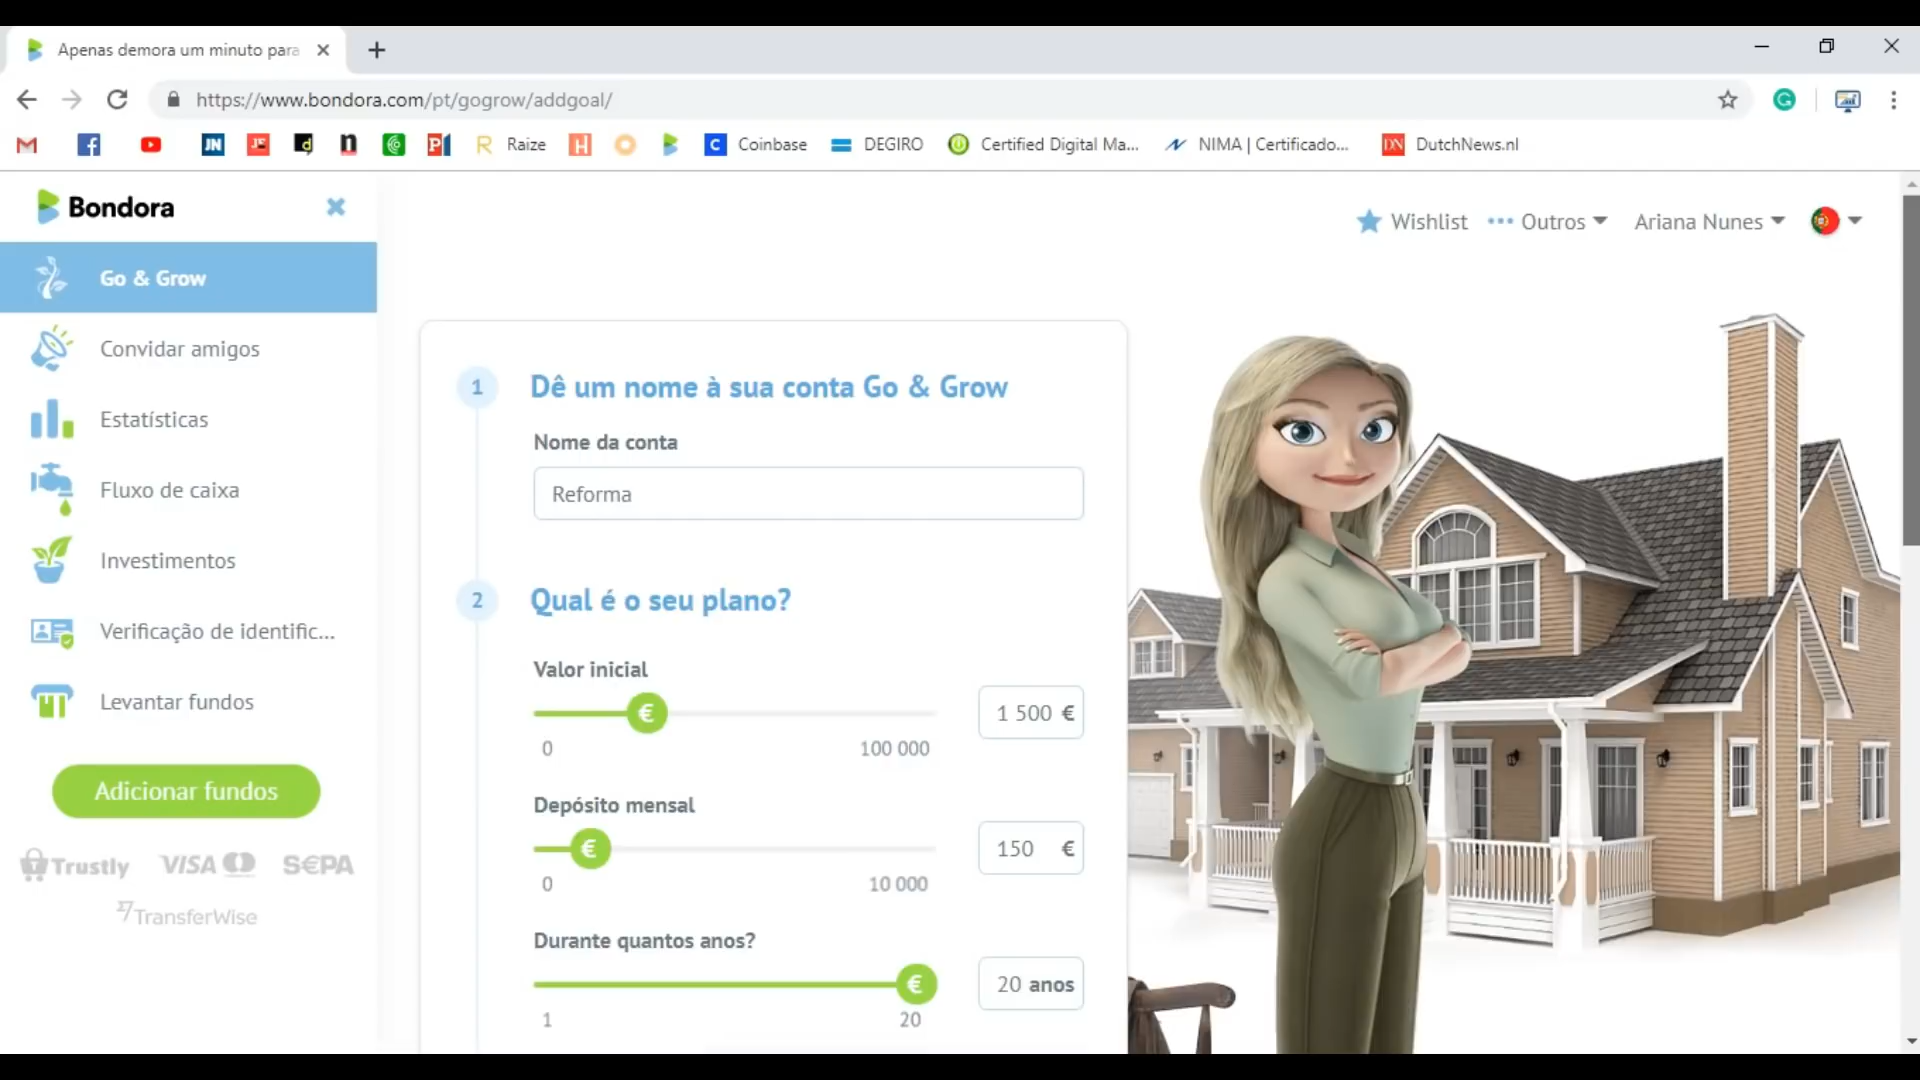 Apenas demora um minuto para
https://www.bondora.com/pt/gogrow/addgoal/
JN
Raize
H
C Coinbase
DEGIRO
Certified Digital Ma...
NIMA | Certificado...
DN DutchNews.nl
Bondora
Wishlist
Outros
Ariana Nunes
Go & Grow
Convidar amigos
Estatísticas
Fluxo de caixa
Investimentos
Verificação de identific...
Levantar fundos
Adicionar fundos
Trustly VISA S€PA
TransferWise
1 Dê um nome à sua conta Go & Grow
Nome da conta
Reforma
2 Qual é o seu plano?
Valor inicial
€ 1 500 €
0 100 000
Depósito mensal
€ 150 €
0 10 000
Durante quantos anos?
€ 20 anos
1 20